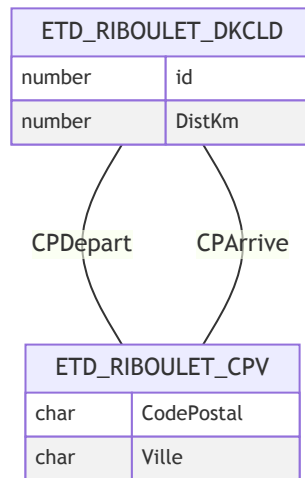 ETD_RIBOULET_DKCLD
number id
number DistKm
CPDepart CPArrive
ETD_RIBOULET_CPV
char CodePostal
char Ville